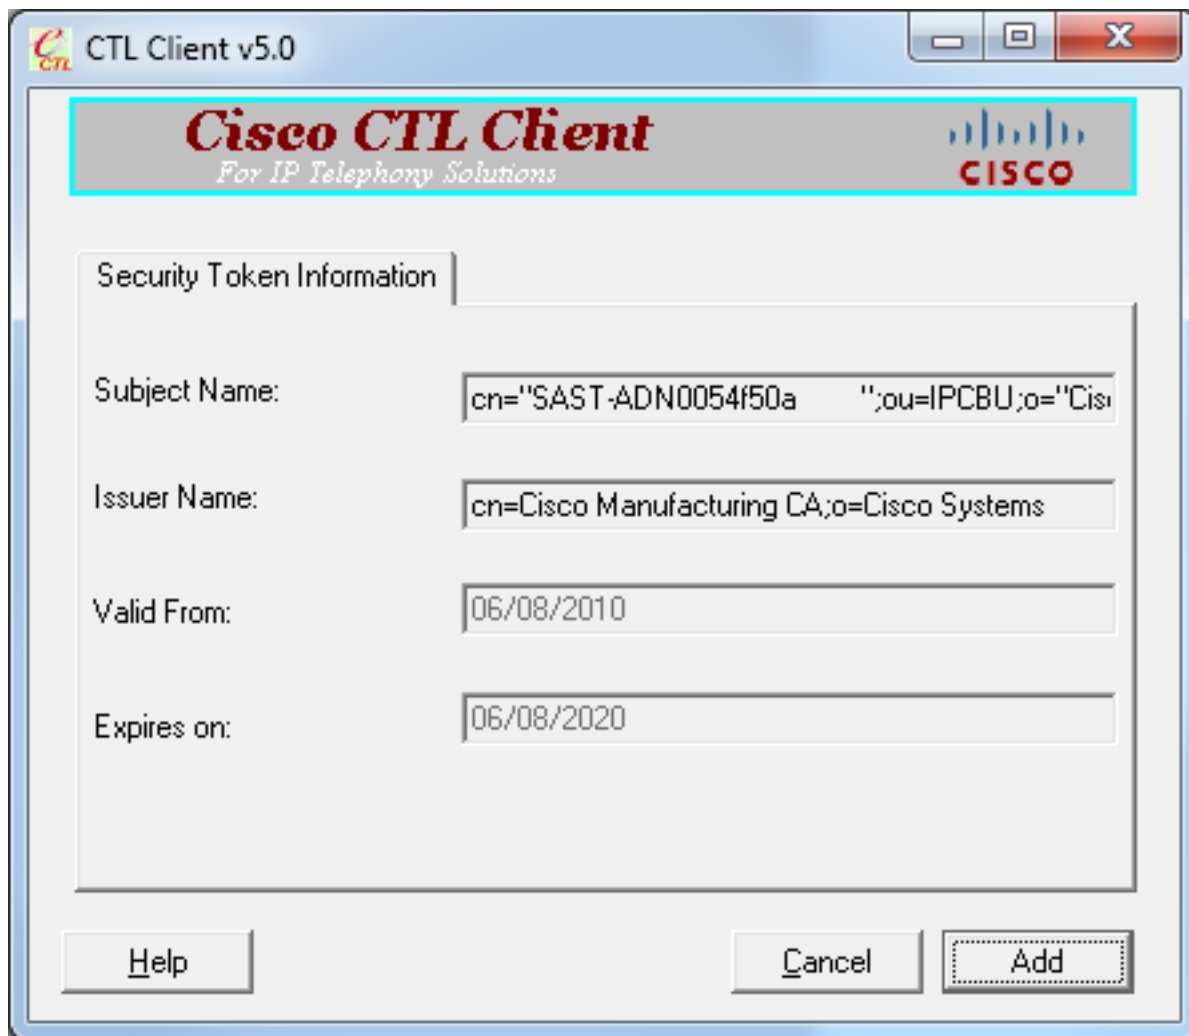 CTL Client v5.0
Cisco CTL Client
For IP Telephony Solutions
CISCO
Security Token Information
Subject Name: cn="SAST-ADN0054f50a        ";ou=IPCBU;o="Cis
Issuer Name: cn=Cisco Manufacturing CA;o=Cisco Systems
Valid From: 06/08/2010
Expires on: 06/08/2020
Help Cancel Add